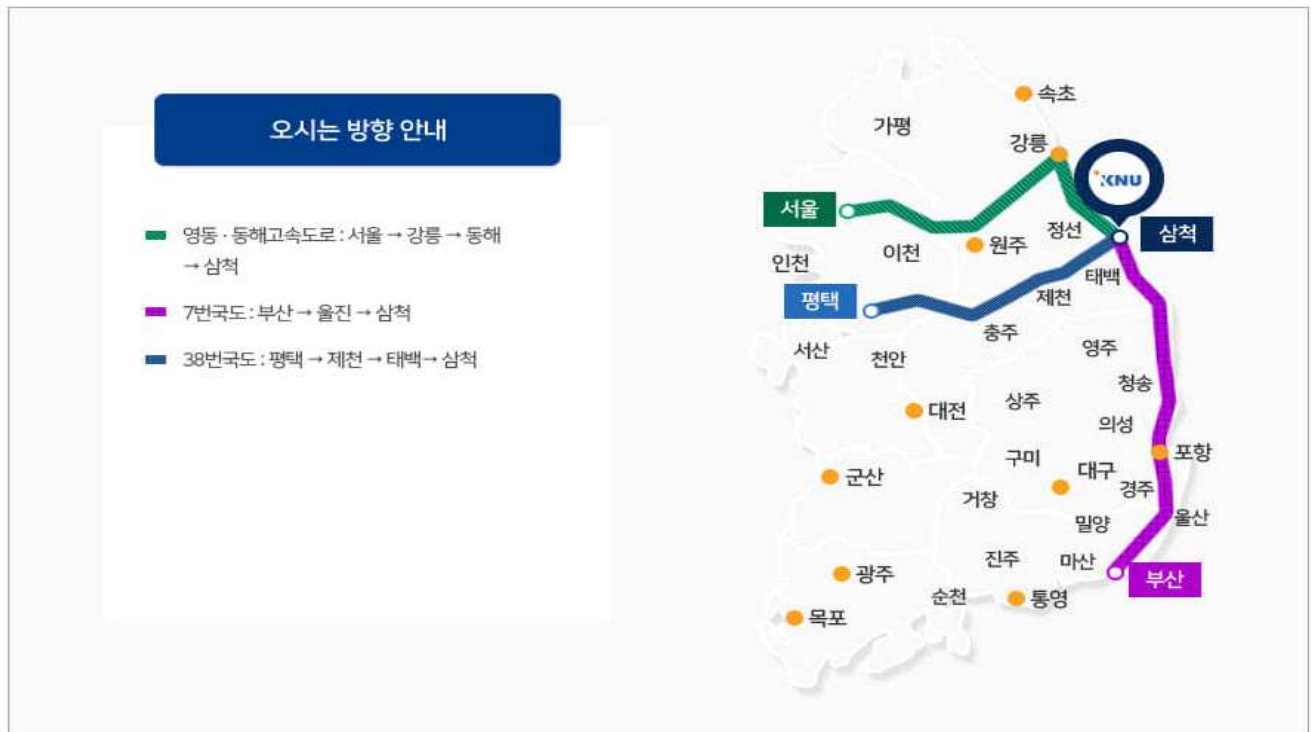 오시는 방향 안내
영동 · 동해고속도로 : 서울 → 강릉 → 동해
→ 삼척
7번국도 : 부산 → 울진 → 삼척
38번국도 : 평택 → 제천 → 태백→ 삼척
속초
가평
강릉
KNU
서울
정선
삼척
이천
원주
인천
태백
평택
제천
충주
서산
천안
영주
청송
대전
상주
의성
구미
포항
군산
대구
거창
경주
밀양
울산
진주
마산
광주
부산
순천
통영
목포